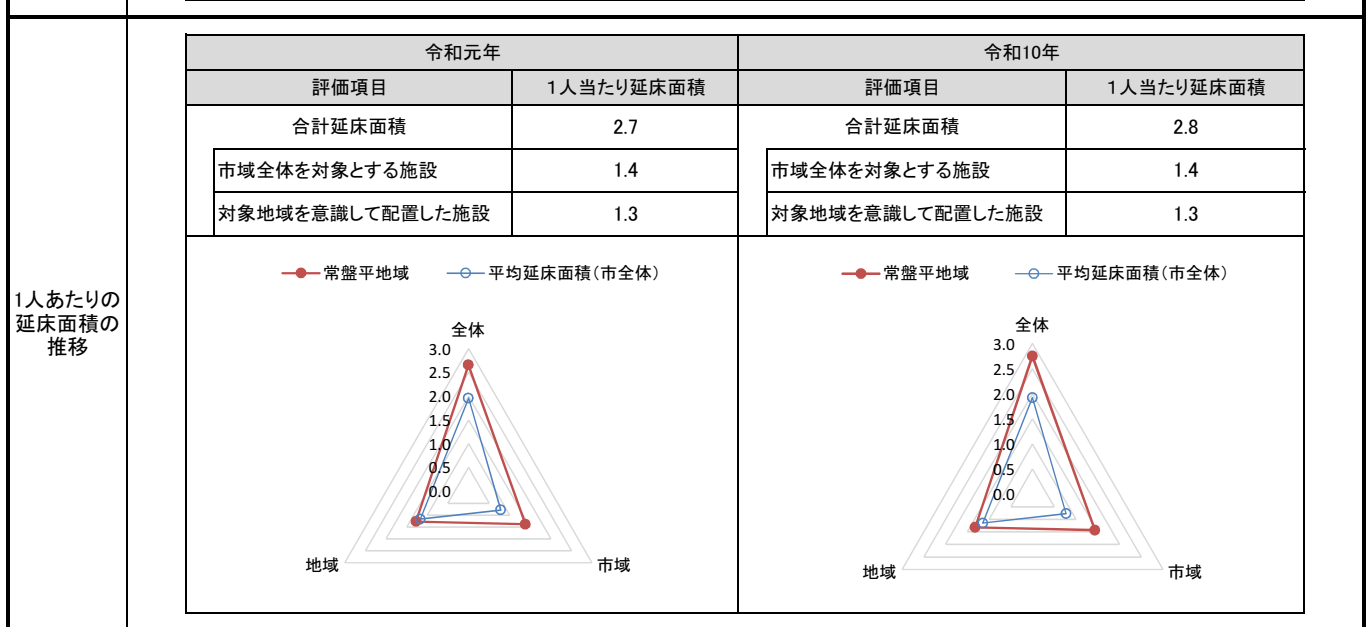 1人あたりの
延床面積の
推移
令和元年
令和10年
評価項目
1人当たり延床面積
評価項目
1人当たり延床面積
合計延床面積
2.7
合計延床面積
2.8
市域全体を対象とする施設
1.4
市域全体を対象とする施設
1.4
対象地域を意識して配置した施設
1.3
対象地域を意識して配置した施設
1.3
常盤平地域
平均延床面積(市全体)
全体
3.0
2.5
2.0
1.5
1.0
0.5
0.0
地域
市域
常盤平地域
平均延床面積(市全体)
全体
3.0
2.5
2.0
1.5
1.0
0.5
0.0
地域
市域